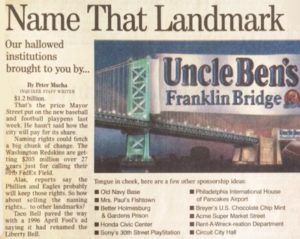 Name That Landmark
Our hallowed
institutions
brought to you by...
By Peter Mucha
INQUIRER STAFF WRITER
$1.2 billion.
That's the price Mayor
Street put on the new baseball
and football playpens last
week. He hasn't said how the
city will pay for its share.
Naming rights could fetch
a big chunk of change. The
Washington Redskins are get-
ting $205 million over 27
years just for calling their
FedEx Field.
Alas, experts say the
Phillies and Eagles probably
will keep those rights. So how
about selling the naming
rights... to other landmarks?
Taco Bell paved the way
with a 1996 April Fool's ad
saying it had renamed the
Liberty Bell.
Uncle Ben's
Franklin Bridge
Tongue in cheek, here are a few other sponsorship ideas:
Old Navy Base
Mrs. Paul's Fishtown
Better Homesburg
& Gardens Prison
Honda Civic Center
Sony's 30th Street PlayStation
Philadelphia International House
of Pancakes Airport
Breyer's U.S. Chocolate Chip Mint
Acme Super Market Street
Rent-A-Wreck-reation Department
Circuit City Hall